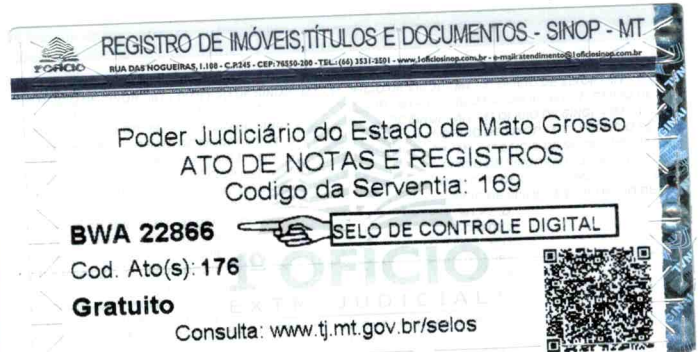 REGISTRO DE IMÓVEIS,TÍTULOS E DOCUMENTOS - SINOP - MT
1º OFÍCIO
RUA DAS NOGUEIRAS, 1.108 - C.P.245 - CEP: 78550-200 - TEL.: (66) 3531-2501 - www.1oficiosinop.com.br - e-mail: atendimento@1oficiosinop.com.br
Poder Judiciário do Estado de Mato Grosso
ATO DE NOTAS E REGISTROS
Codigo da Serventia: 169
BWA 22866 SELO DE CONTROLE DIGITAL
Cod. Ato(s): 176
1º OFÍCIO
Gratuito
EXTRAJUDICIAL
Consulta: www.tj.mt.gov.br/selos